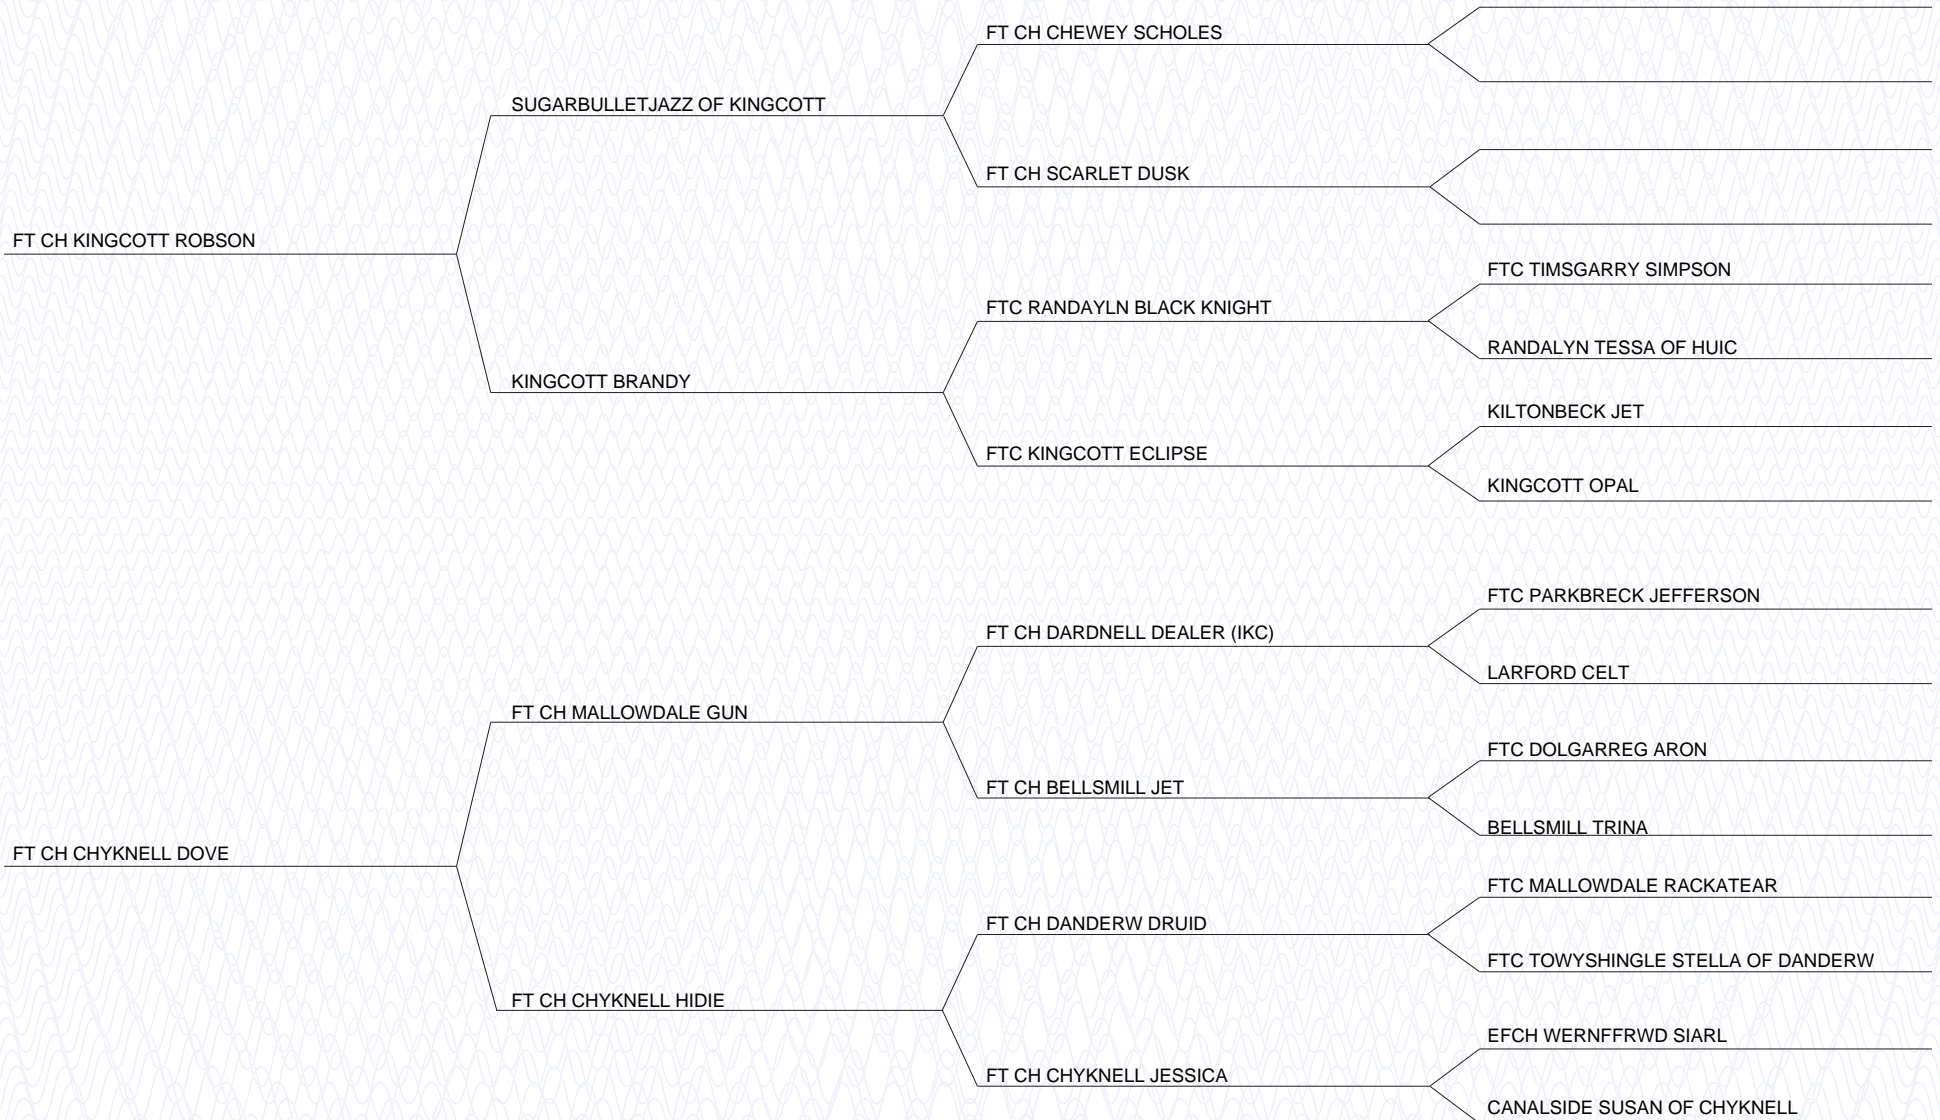 FT CH CHEWEY SCHOLES
SUGARBULLETJAZZ OF KINGCOTT
FT CH SCARLET DUSK
FT CH KINGCOTT ROBSON
FTC TIMSGARRY SIMPSON
FTC RANDAYLN BLACK KNIGHT
RANDALYN TESSA OF HUIC
KINGCOTT BRANDY
KILTONBECK JET
FTC KINGCOTT ECLIPSE
KINGCOTT OPAL
FTC PARKBRECK JEFFERSON
FT CH DARDNELL DEALER (IKC)
LARFORD CELT
FT CH MALLOWDALE GUN
FTC DOLGARREG ARON
FT CH BELLSMILL JET
BELLSMILL TRINA
FT CH CHYKNELL DOVE
FTC MALLOWDALE RACKATEAR
FT CH DANDERW DRUID
FTC TOWYSHINGLE STELLA OF DANDERW
FT CH CHYKNELL HIDIE
EFCH WERNFFRWD SIARL
FT CH CHYKNELL JESSICA
CANALSIDE SUSAN OF CHYKNELL